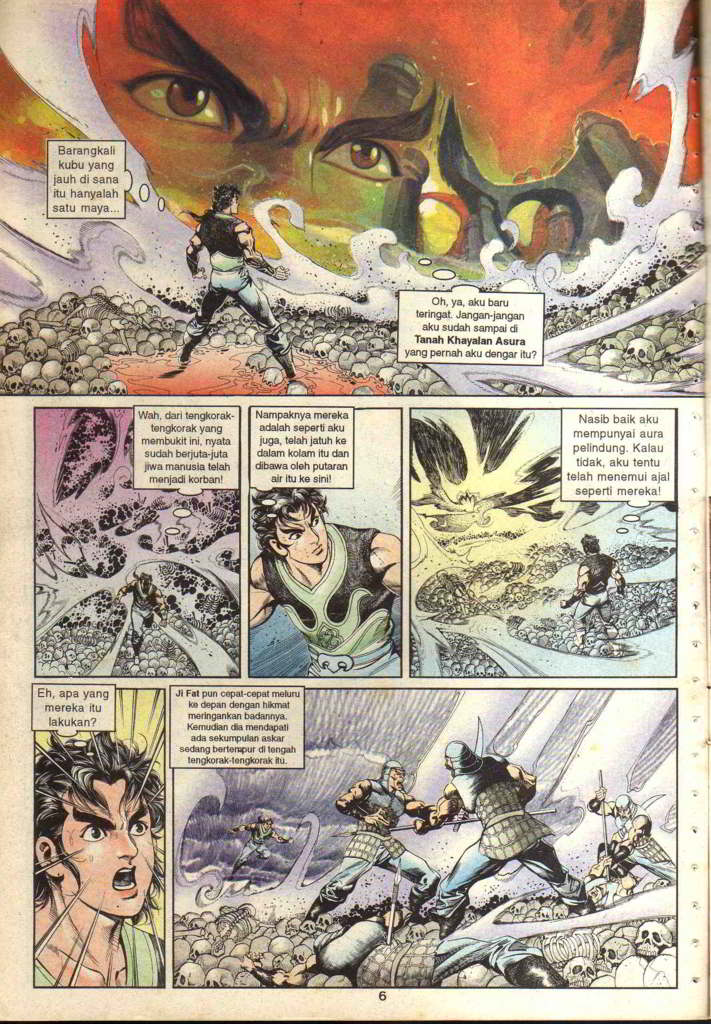 Barangkali
kubu yang
jauh di sana
itu hanyalah
satu maya...
Oh, ya, aku baru
teringat. Jangan-jangan
aku sudah sampai di
Tanah Khayalan Asura
yang pernah aku dengar itu?
Wah, dari tengkorak-
tengkorak yang
membukit ini, nyata
sudah berjuta-juta
jiwa manusia telah
menjadi korban!
Nampaknya mereka
adalah seperti aku
juga, telah jatuh ke
dalam kolam itu dan
dibawa oleh putaran
air itu ke sini!
Nasib baik aku
mempunyai aura
pelindung. Kalau
tidak, aku tentu
telah menemui ajal
seperti mereka!
Eh, apa yang
mereka itu
lakukan?
Ji Fat pun cepat-cepat meluru
ke depan dengan hikmat
meringankan badannya.
Kemudian dia mendapati
ada sekumpulan askar
sedang bertempur di tengah
tengkorak-tengkorak itu.
6